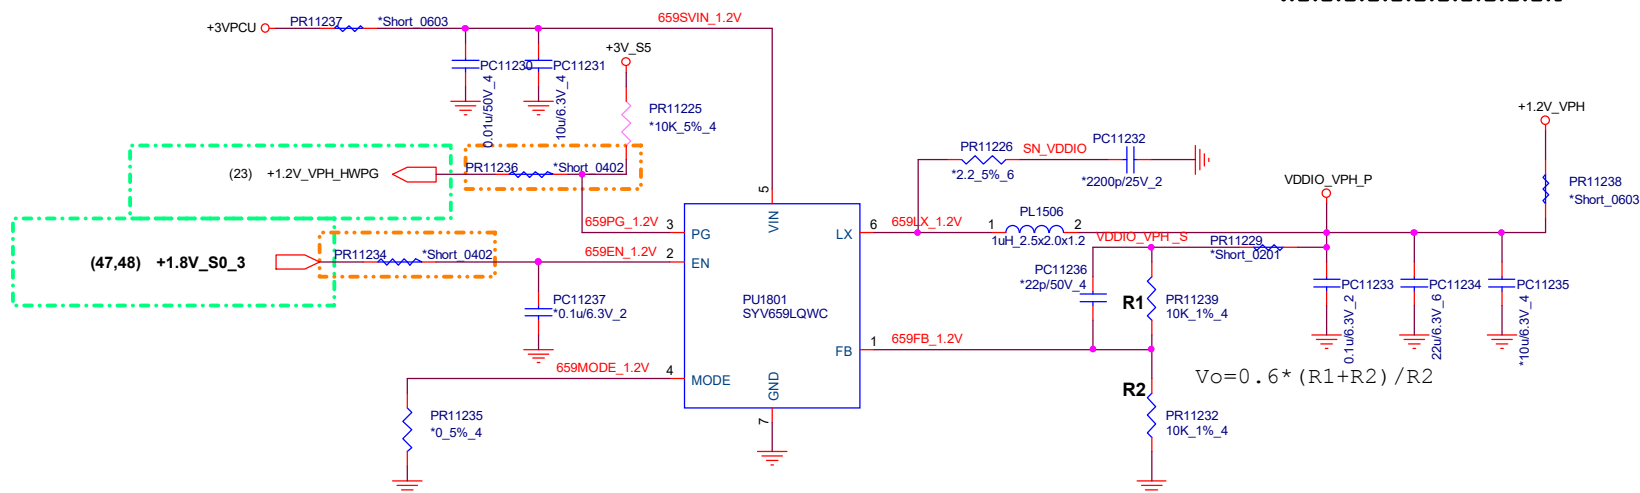 +3VPCU
PR11237
*Short_0603
659SVIN_1.2V
+3V_S5
PC11230
0.01u/50V_4
PC11231
10u/6.3V_4
PR11225
*10K_5%_4
+1.2V_VPH
(23) +1.2V_VPH_HWPG
PR11236
*Short_0402
PR11226
*2.2_5%_6
SN_VDDIO
PC11232
*2200p/25V_2
VDDIO_VPH_P
PR11238
*Short_0603
659PG_1.2V
3
PG
5
VIN
LX
6
659LX_1.2V
1
PL1506
2
1uH_2.5x2.0x1.2
VDDIO_VPH_S
PR11229
*Short_0201
(47,48) +1.8V_S0_3
PR11234
*Short_0402
659EN_1.2V
2
EN
PC11236
*22p/50V_4
R1
PR11239
10K_1%_4
PC11233
0.1u/6.3V_2
PC11234
22u/6.3V_6
PC11235
*10u/6.3V_4
PC11237
*0.1u/6.3V_2
PU1801
SYV659LQWC
FB
1
659FB_1.2V
659MODE_1.2V
4
MODE
GND
7
Vo=0.6*(R1+R2)/R2
R2
PR11232
10K_1%_4
PR11235
*0_5%_4